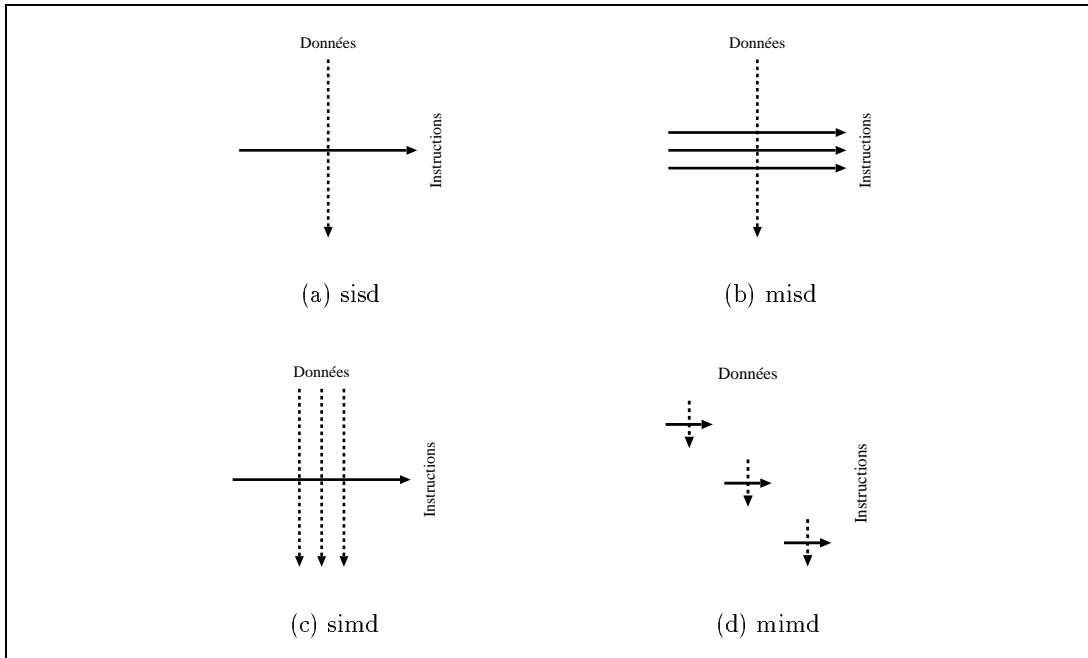 Données
Instructions
(a) sisd
Données
Instructions
(b) misd
Données
Instructions
(c) simd
Données
Instructions
(d) mimd